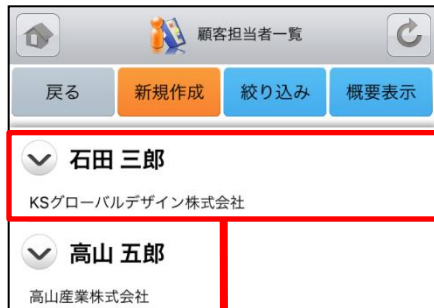 顧客担当者一覧
戻る 新規作成 絞り込み 概要表示
石田 三郎
KSグローバルデザイン株式会社
高山 五郎
高山産業株式会社